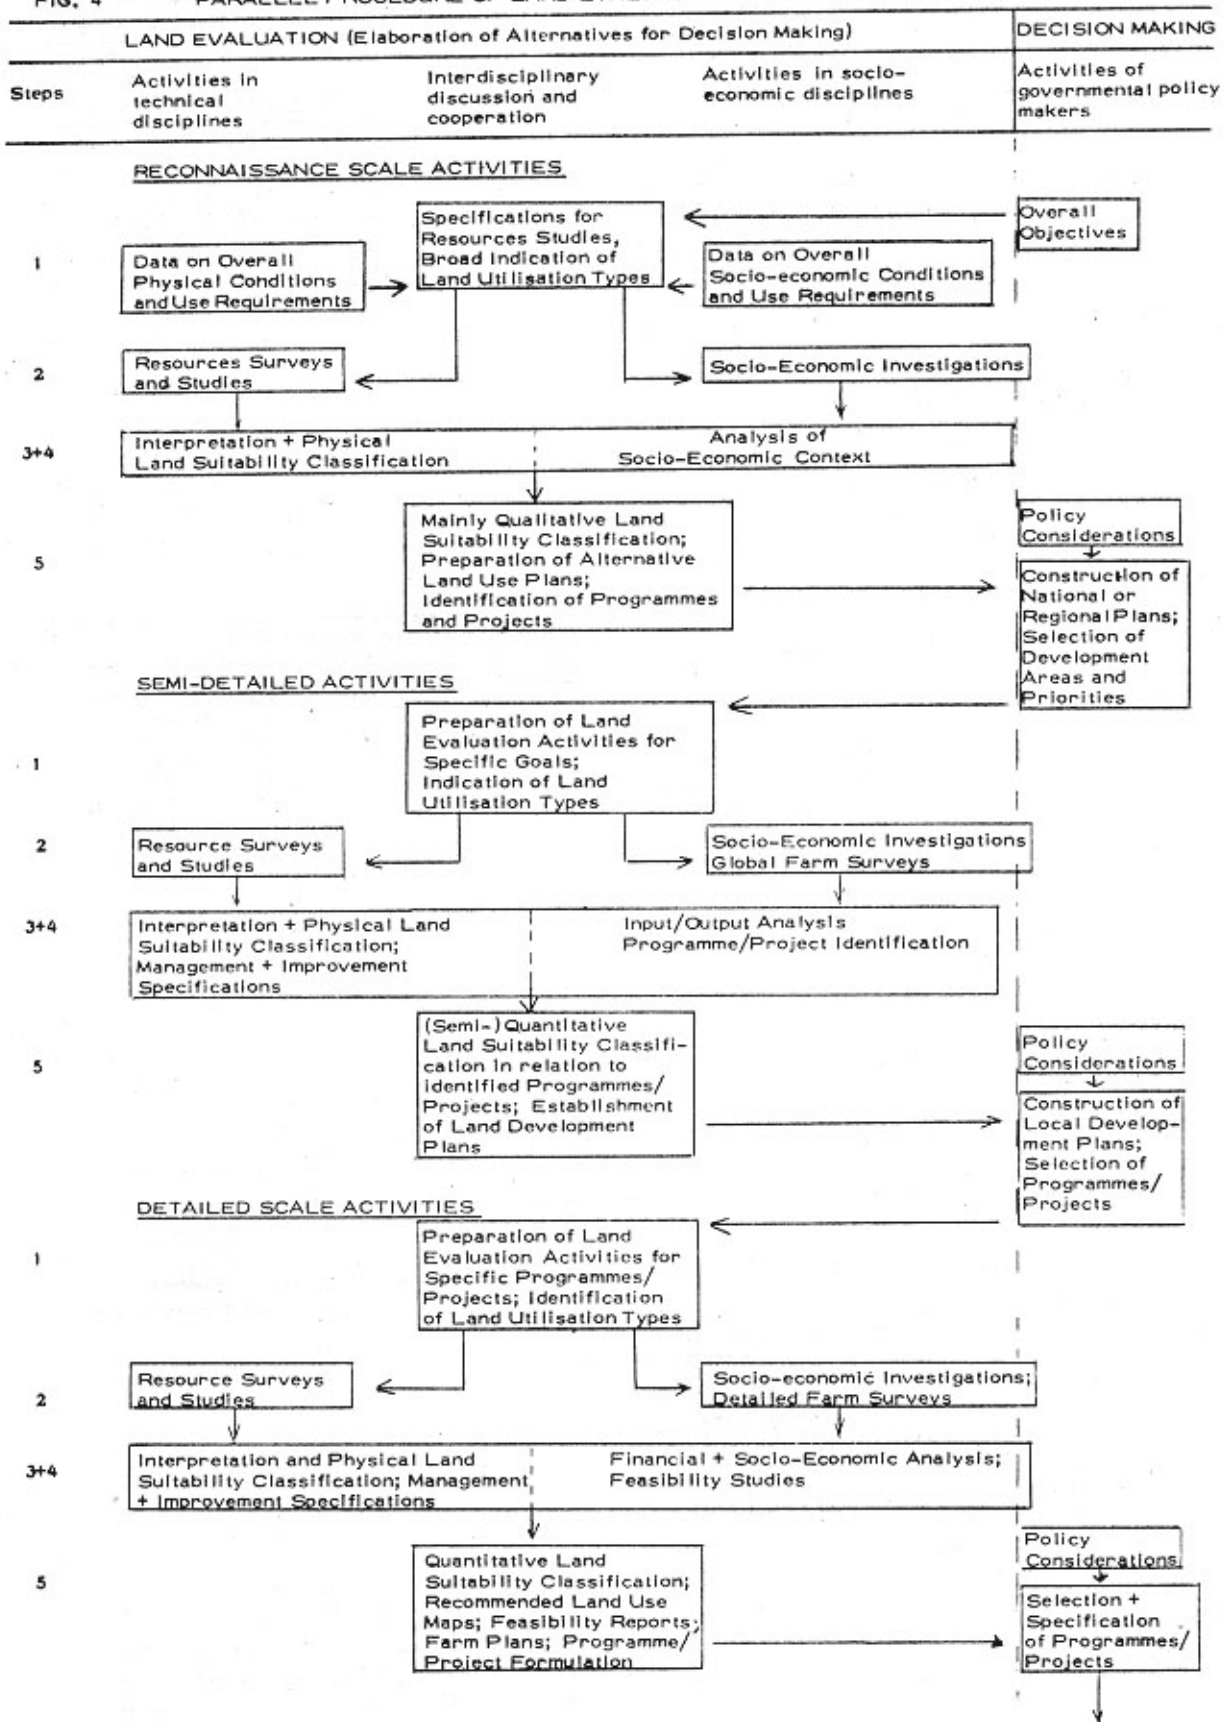 FIG. 4 PARALLEL PROCEDURE OF LAND
LAND EVALUATION (Elaboration of Alternatives for Decision Making)
DECISION MAKING
Steps
Activities in
technical
disciplines
Interdisciplinary
discussion and
cooperation
Activities in socio-
economic disciplines
Activities of
governmental policy
makers
RECONNAISSANCE SCALE ACTIVITIES
1
Data on Overall
Physical Conditions
and Use Requirements
Specifications for
Resources Studies,
Broad Indication of
Land Utilisation Types
Data on Overall
Socio-economic Conditions
and Use Requirements
Overall
Objectives
2
Resources Surveys
and Studies
Socio-Economic Investigations
3+4
Interpretation + Physical
Land Suitability Classification
Analysis of
Socio-Economic Context
5
Mainly Qualitative Land
Suitability Classification;
Preparation of Alternative
Land Use Plans;
Identification of Programmes
and Projects
Policy
Considerations
Construction of
National or
Regional Plans;
Selection of
Development
Areas and
Priorities
SEMI-DETAILED ACTIVITIES
1
Preparation of Land
Evaluation Activities for
Specific Goals;
Indication of Land
Utilisation Types
2
Resource Surveys
and Studies
Socio-Economic Investigations
Global Farm Surveys
3+4
Interpretation + Physical Land
Suitability Classification;
Management + Improvement
Specifications
Input/Output Analysis
Programme/Project Identification
5
(Semi-)Quantitative
Land Suitability Classifi-
cation in relation to
identified Programmes/
Projects; Establishment
of Land Development
Plans
Policy
Considerations
Construction of
Local Develop-
ment Plans;
Selection of
Programmes/
Projects
DETAILED SCALE ACTIVITIES
1
Preparation of Land
Evaluation Activities for
Specific Programmes/
Projects; Identification
of Land Utilisation Types
2
Resource Surveys
and Studies
Socio-economic Investigations;
Detailed Farm Surveys
3+4
Interpretation and Physical Land
Suitability Classification; Management
+ Improvement Specifications
Financial + Socio-Economic Analysis;
Feasibility Studies
5
Quantitative Land
Suitability Classification;
Recommended Land Use
Maps; Feasibility Reports;
Farm Plans; Programme/
Project Formulation
Policy
Considerations
Selection +
Specification
of Programmes/
Projects